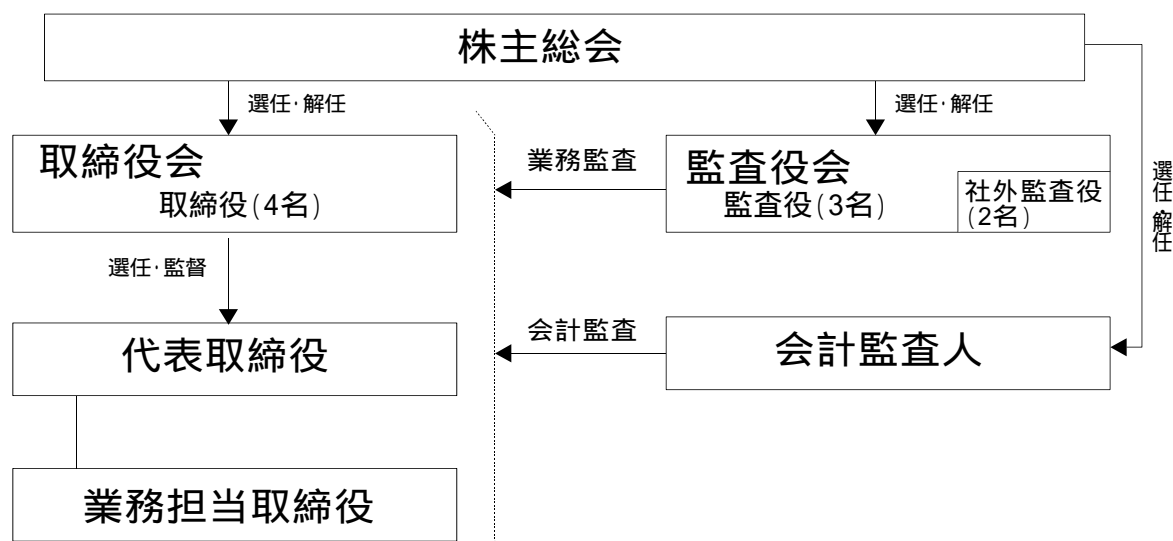 株主総会
選任・解任
選任・解任
取締役会
取締役(4名)
業務監査
監査役会
監査役(3名)
社外監査役
(2名)
選任・解任
選任・監督
代表取締役
会計監査
会計監査人
業務担当取締役